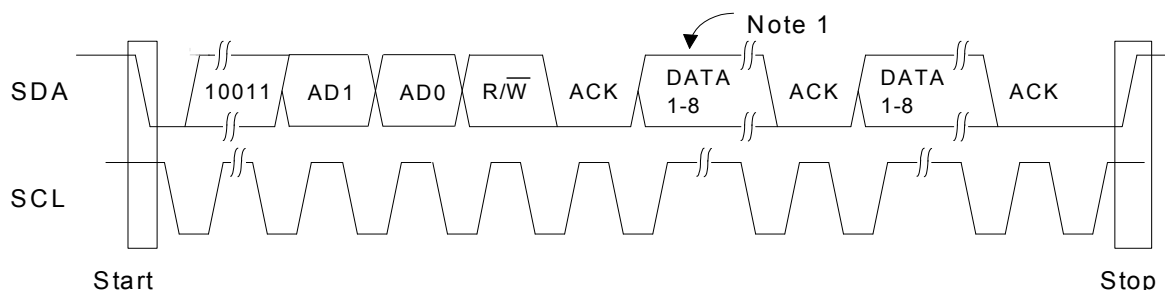 Note 1
SDA
10011
AD1
AD0
R/W̅
ACK
DATA
1-8
ACK
DATA
1-8
ACK
SCL
Start
Stop